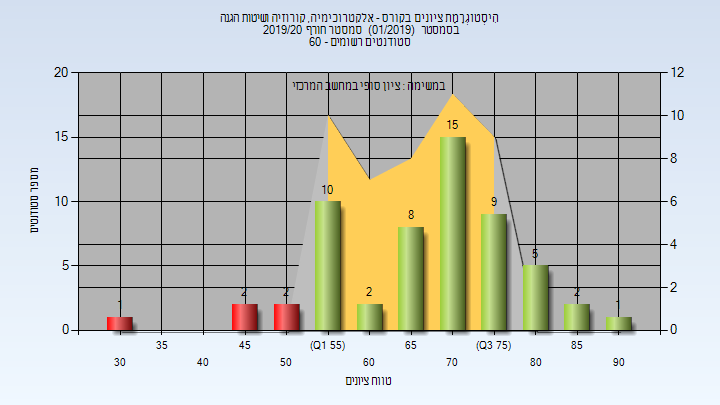 היסטוגרמת ציונים בקורס - אלקטרוכימיה, קורוזיה ושיטות הגנה
בסמסטר (01/2019) סמסטר חורף 2019/20
סטודנטים רשומים - 60
במשימה : ציון סופי במחשב המרכזי
20 12
15 10
10 8
5 6
0 4
2
0
מספר סטודנטים
1 2 2 10 2 8 15 9 5 2 1
35 45 (Q1 55) 65 (Q3 75) 85
30 40 50 60 70 80 90
טווח ציונים